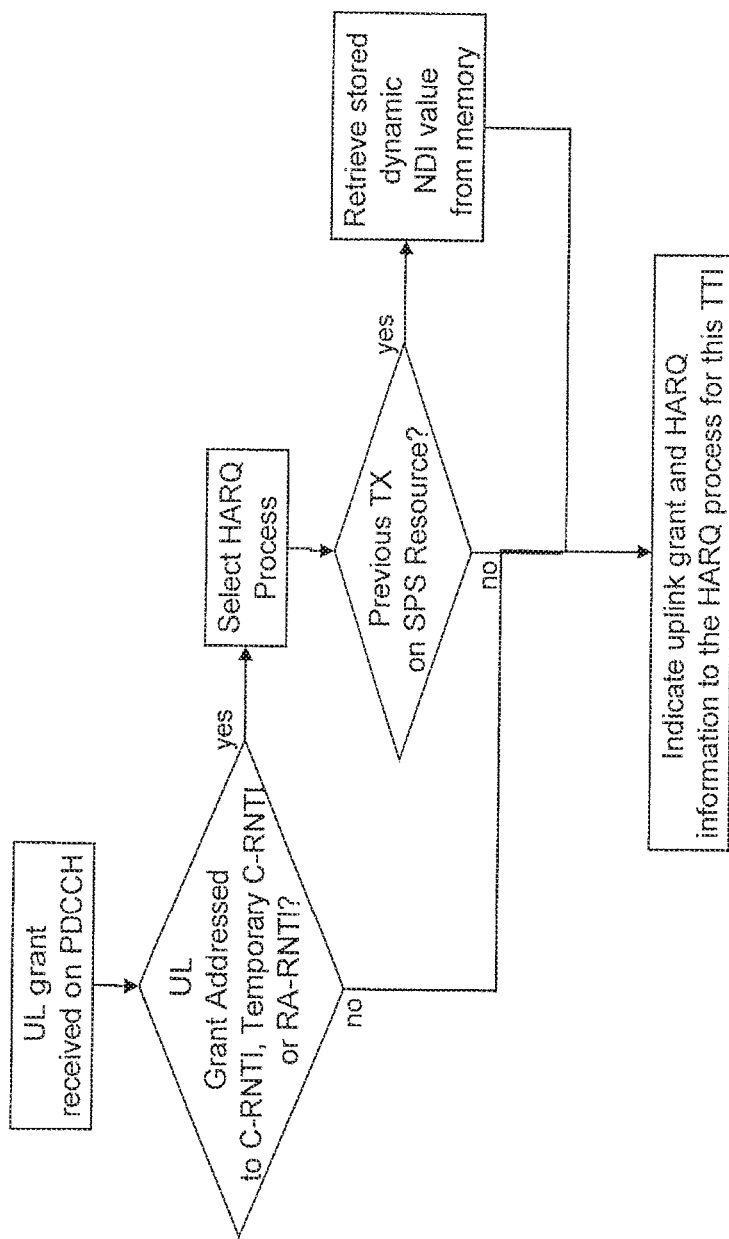 UL grant
received on PDCCH
UL
Grant Addressed
to C-RNTI, Temporary C-RNTI
or RA-RNTI?
yes
no
Select HARQ
Process
Previous TX
on SPS Resource?
yes
no
Retrieve stored
dynamic
NDI value
from memory
Indicate uplink grant and HARQ
information to the HARQ process for this TTI